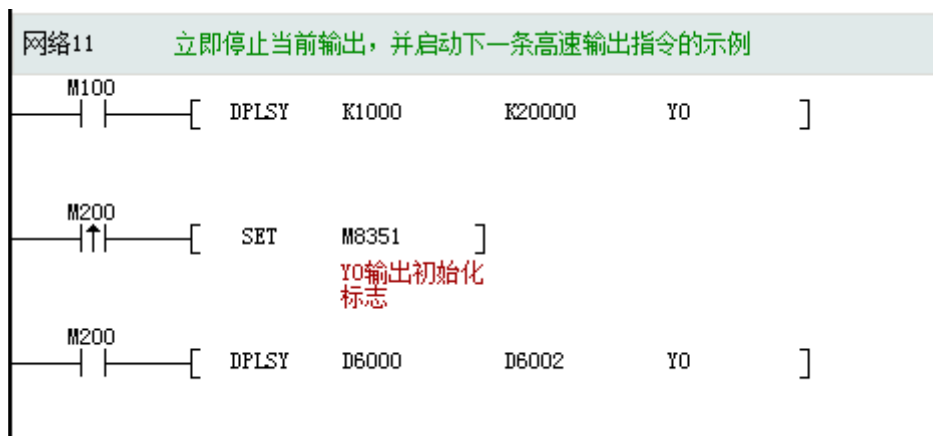 网络11 立即停止当前输出，并启动下一条高速输出指令的示例
M100
[ DPLSY K1000 K20000 Y0 ]
M200
[ SET M8351 ]
Y0输出初始化
标志
M200
[ DPLSY D6000 D6002 Y0 ]